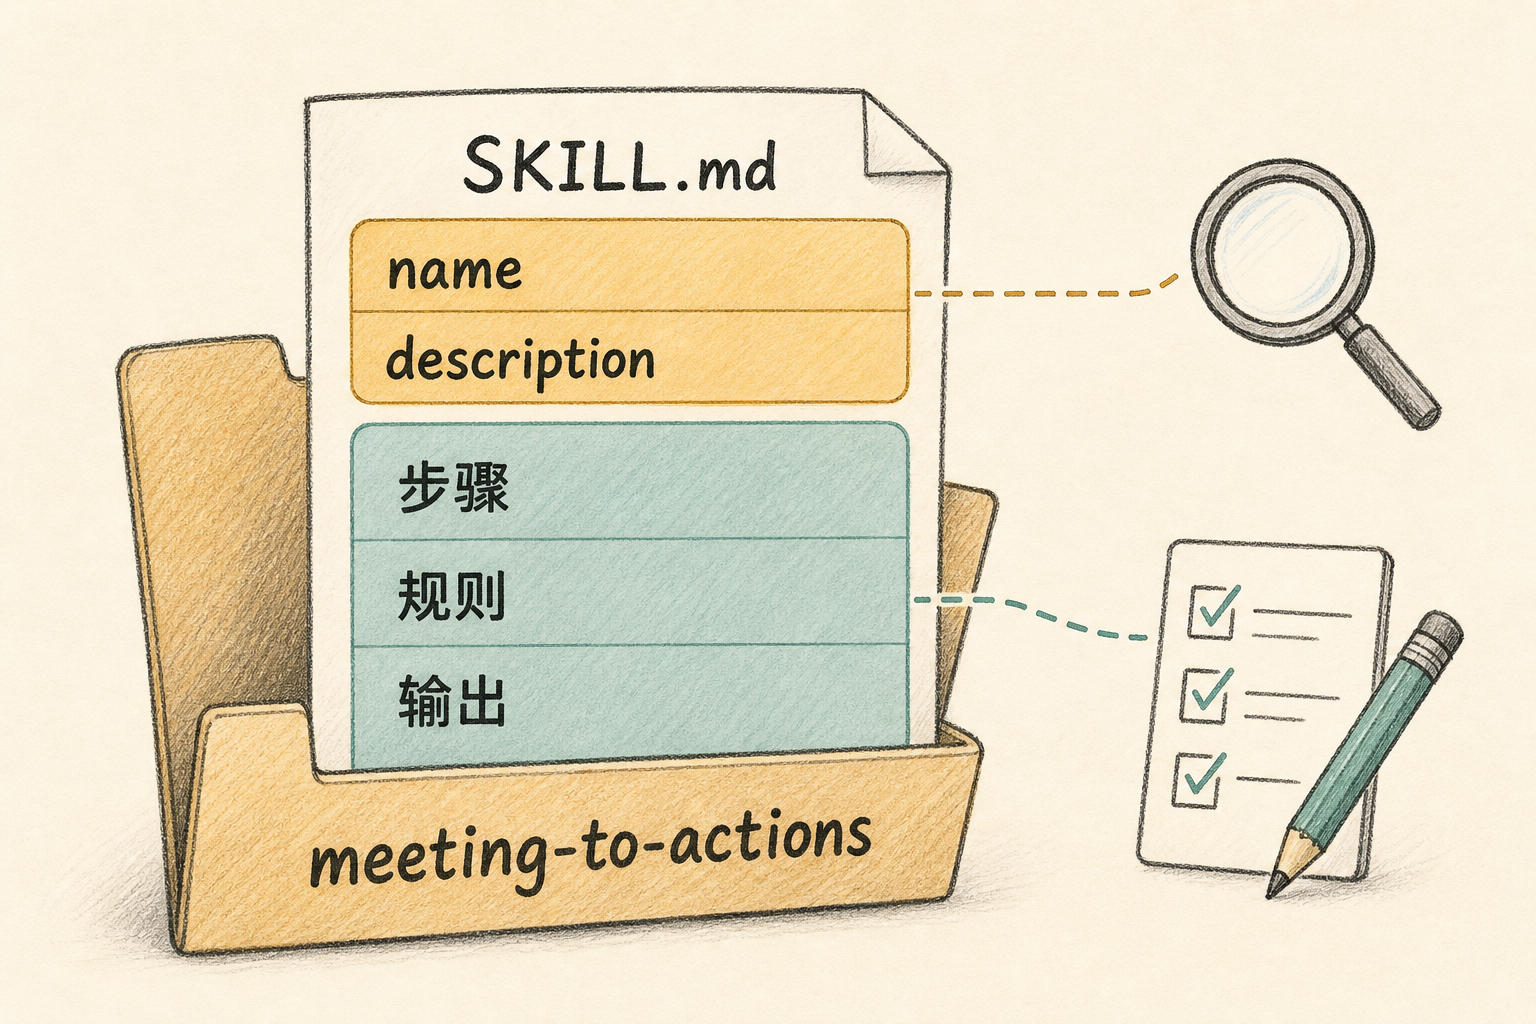 SKILL.md
name
description
步骤
规则
输出
meeting-to-actions